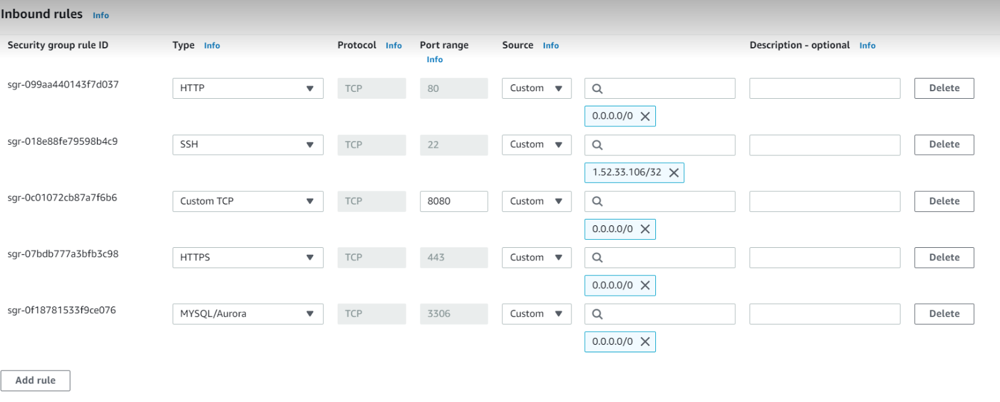 Inbound rules Info
Security group rule ID Type Info Protocol Info Port range Source Info Description - optional Info
Info
sgr-099aa440143f7d037 HTTP TCP 80 Custom Delete
0.0.0.0/0
sgr-018e88fe79598b4c9 SSH TCP 22 Custom Delete
1.52.33.106/32
sgr-0c01072cb87a7f6b6 Custom TCP TCP 8080 Custom Delete
0.0.0.0/0
sgr-07bdb777a3bfb3c98 HTTPS TCP 443 Custom Delete
0.0.0.0/0
sgr-0f18781533f9ce076 MYSQL/Aurora TCP 3306 Custom Delete
0.0.0.0/0
Add rule